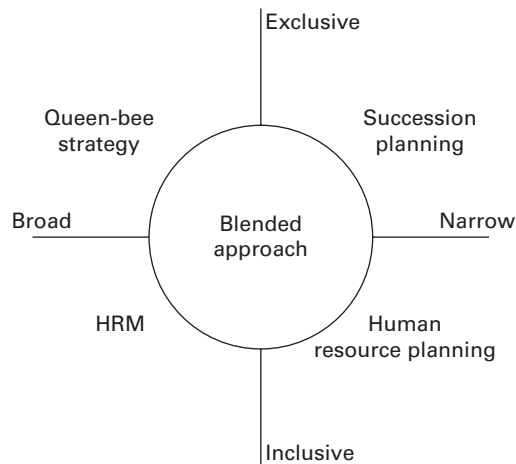 Exclusive
Queen-bee
strategy
Succession
planning
Broad
Blended
approach
Narrow
HRM
Human
resource planning
Inclusive